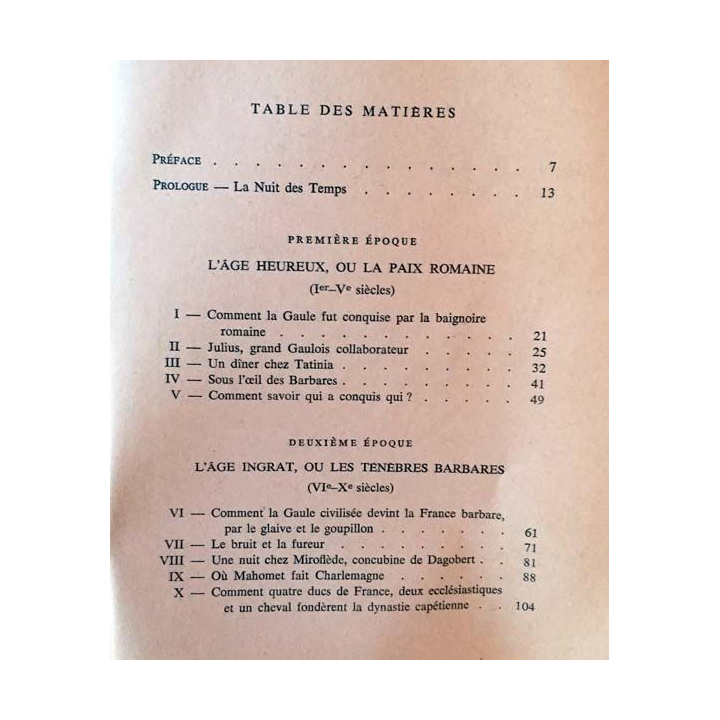 TABLE DES MATIÈRES
PRÉFACE . . . . . . . . . . . . . . . 7
PROLOGUE — La Nuit des Temps . . . . . . . . 13
PREMIÈRE ÉPOQUE
L'ÂGE HEUREUX, OU LA PAIX ROMAINE
(Ier–Ve siècles)
I — Comment la Gaule fut conquise par la baignoire
romaine . . . . . . . . . . . . 21
II — Julius, grand Gaulois collaborateur . . . . . 25
III — Un dîner chez Tatinia . . . . . . . . 32
IV — Sous l'œil des Barbares . . . . . . . . 41
V — Comment savoir qui a conquis qui ? . . . . . 49
DEUXIÈME ÉPOQUE
L'ÂGE INGRAT, OU LES TÉNÈBRES BARBARES
(VIe–Xe siècles)
VI — Comment la Gaule civilisée devint la France barbare,
par le glaive et le goupillon . . . . . . . 61
VII — Le bruit et la fureur . . . . . . . . 71
VIII — Une nuit chez Miroflède, concubine de Dagobert . . 81
IX — Où Mahomet fait Charlemagne . . . . . . 88
X — Comment quatre ducs de France, deux ecclésiastiques
et un cheval fondèrent la dynastie capétienne . . 104